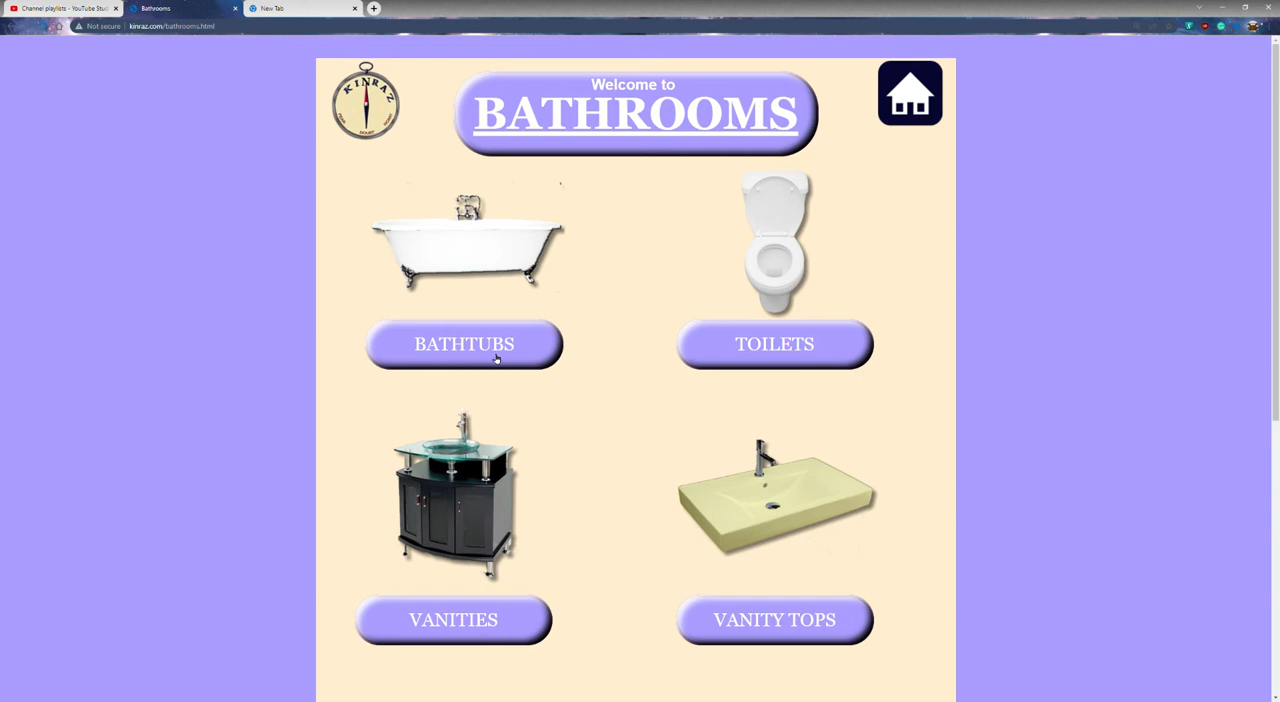 Channel playlists - YouTube Stud
Bathrooms
New Tab
Not secure
kinraz.com/bathrooms.html
KINRAZ
Welcome to
BATHROOMS
BATHTUBS
TOILETS
VANITIES
VANITY TOPS